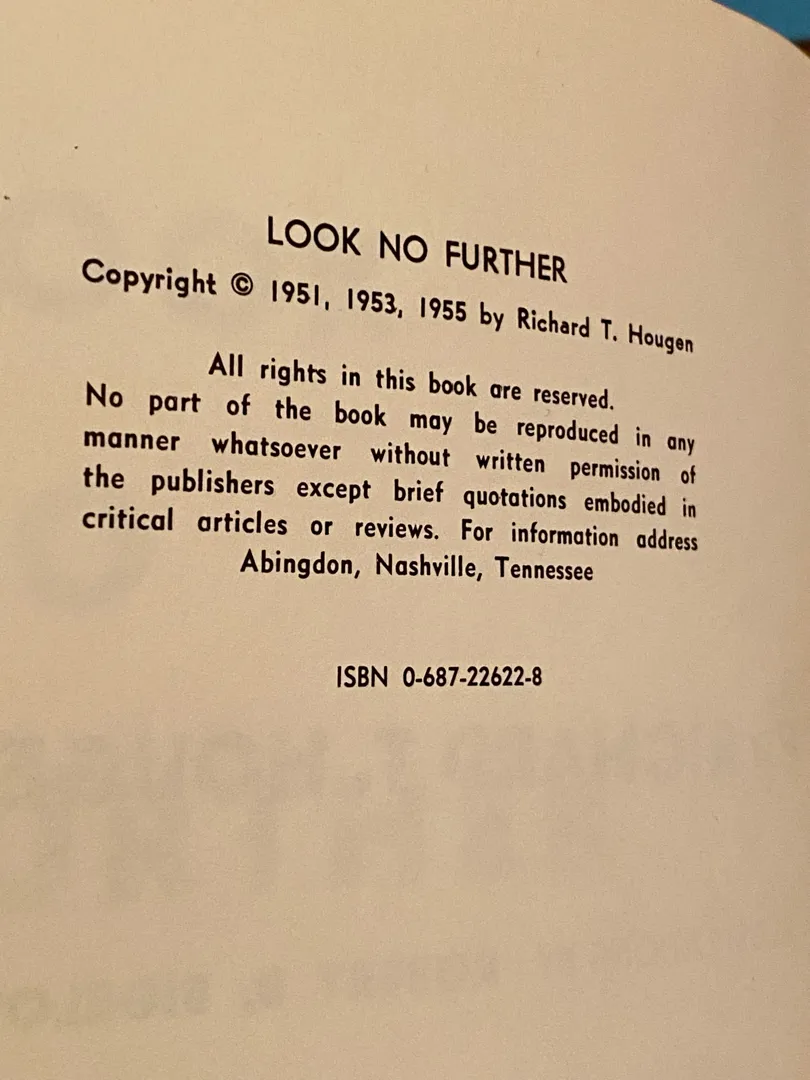 LOOK NO FURTHER
Copyright © 1951, 1953, 1955 by Richard T. Hougen
All rights in this book are reserved.
No part of the book may be reproduced in any
manner whatsoever without written permission of
the publishers except brief quotations embodied in
critical articles or reviews. For information address
Abingdon, Nashville, Tennessee
ISBN 0-687-22622-8